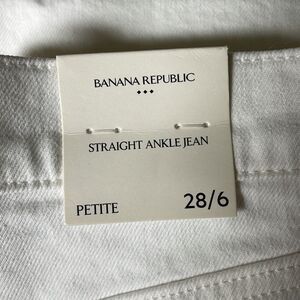 BANANA REPUBLIC
STRAIGHT ANKLE JEAN
PETITE 28/6